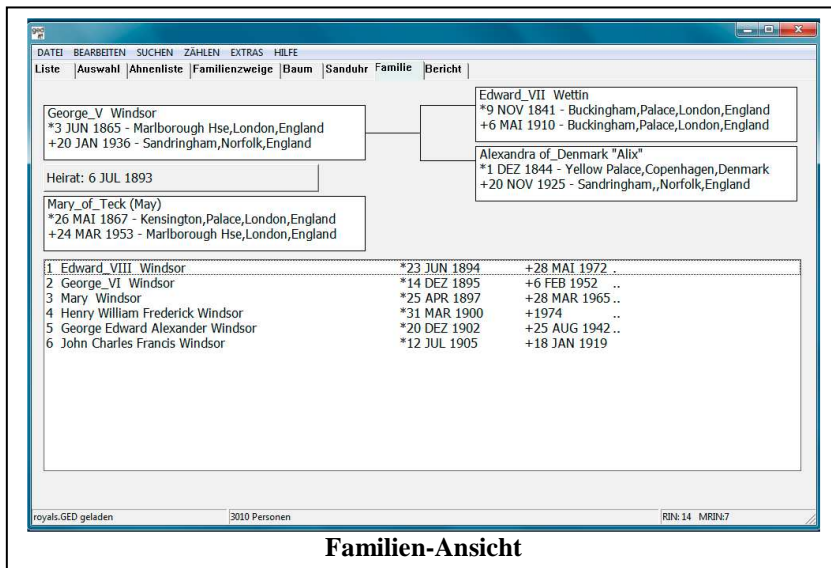 DATEI BEARBEITEN SUCHEN ZÄHLEN EXTRAS HILFE
Liste Auswahl Ahnenliste Familienzweige Baum Sanduhr Familie Bericht
George_V Windsor
*3 JUN 1865 - Marlborough Hse,London,England
+20 JAN 1936 - Sandringham,Norfolk,England
Edward_VII Wettin
*9 NOV 1841 - Buckingham,Palace,London,England
+6 MAI 1910 - Buckingham,Palace,London,England
Alexandra of_Denmark "Alix"
*1 DEZ 1844 - Yellow Palace,Copenhagen,Denmark
+20 NOV 1925 - Sandringham,,Norfolk,England
Heirat: 6 JUL 1893
Mary_of_Teck (May)
*26 MAI 1867 - Kensington,Palace,London,England
+24 MAR 1953 - Marlborough Hse,London,England
1 Edward_VIII Windsor *23 JUN 1894 +28 MAI 1972 .
2 George_VI Windsor *14 DEZ 1895 +6 FEB 1952 ..
3 Mary Windsor *25 APR 1897 +28 MAR 1965 ..
4 Henry William Frederick Windsor *31 MAR 1900 +1974 ..
5 George Edward Alexander Windsor *20 DEZ 1902 +25 AUG 1942 ..
6 John Charles Francis Windsor *12 JUL 1905 +18 JAN 1919
royals.GED geladen 3010 Personen RIN: 14 MRIN:7
Familien-Ansicht